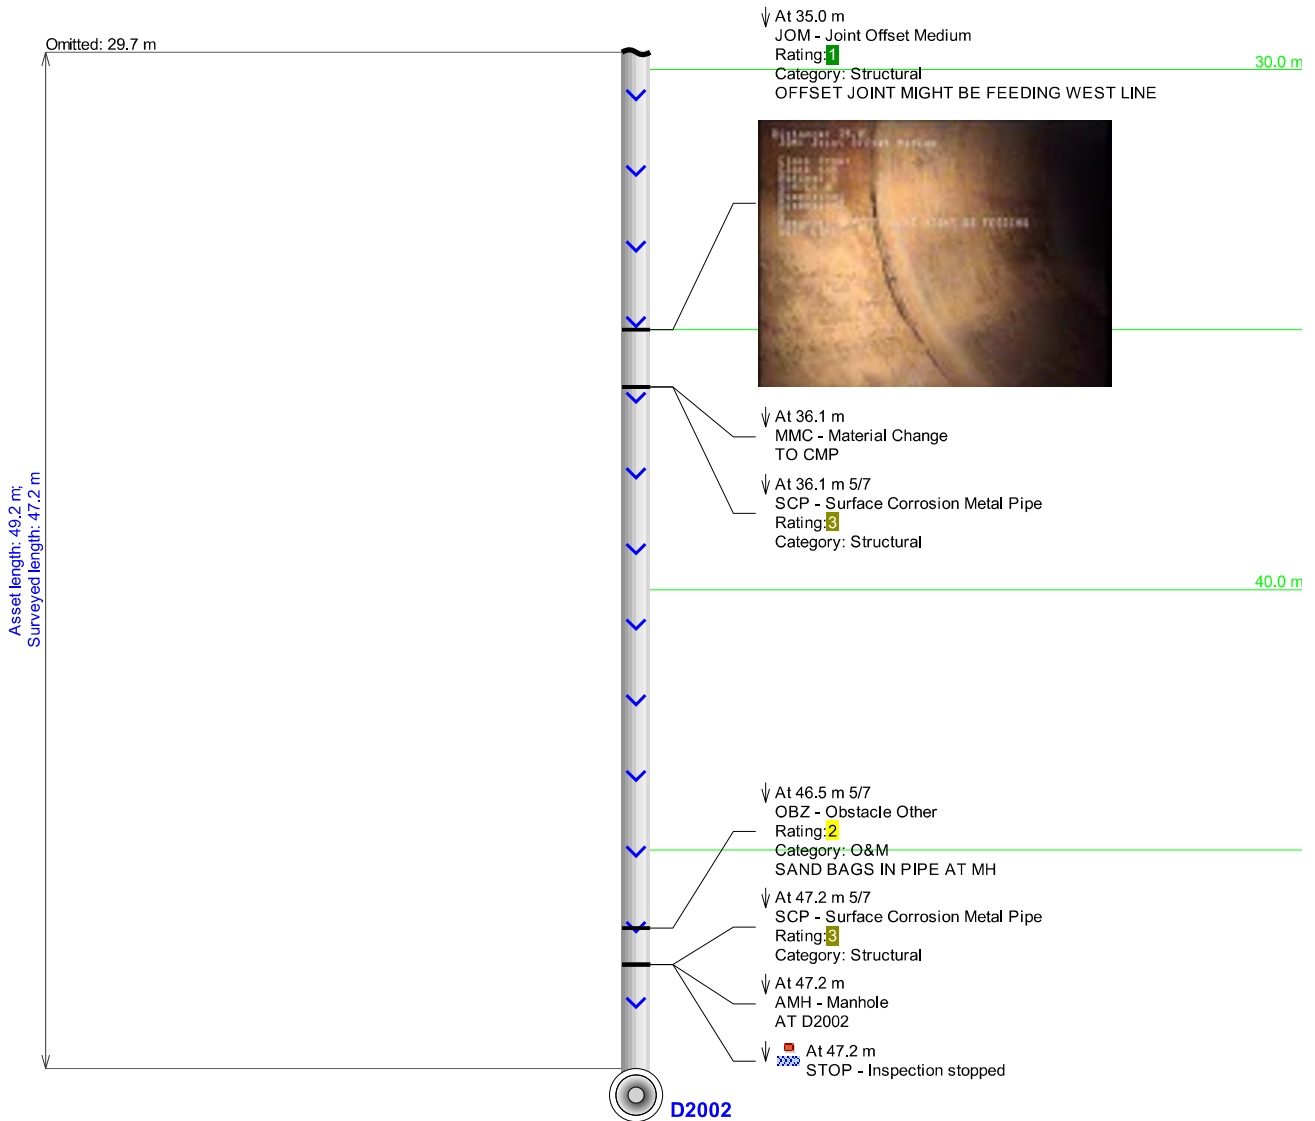 Omitted: 29.7 m
At 35.0 m
JOM - Joint Offset Medium
Rating:1
Category: Structural
OFFSET JOINT MIGHT BE FEEDING WEST LINE
30.0 m
At 36.1 m
MMC - Material Change
TO CMP
At 36.1 m 5/7
SCP - Surface Corrosion Metal Pipe
Rating:3
Category: Structural
Asset length: 49.2 m;
Surveyed length: 47.2 m
40.0 m
At 46.5 m 5/7
OBZ - Obstacle Other
Rating:2
Category: O&M
SAND BAGS IN PIPE AT MH
At 47.2 m 5/7
SCP - Surface Corrosion Metal Pipe
Rating:3
Category: Structural
At 47.2 m
AMH - Manhole
AT D2002
At 47.2 m
STOP - Inspection stopped
D2002